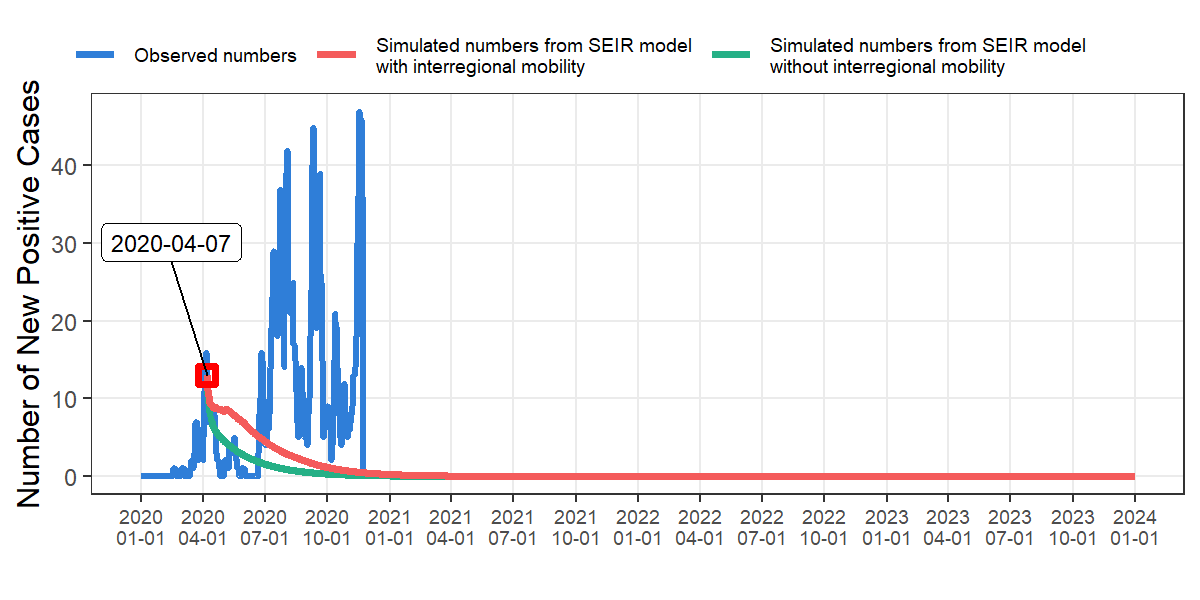 Observed numbers
Simulated numbers from SEIR model
with interregional mobility
Simulated numbers from SEIR model
without interregional mobility
Number of New Positive Cases
40
30
20
10
0
2020-04-07
2020 2020 2020 2020 2021 2021 2021 2021 2022 2022 2022 2022 2023 2023 2023 2023 2024
01-01 04-01 07-01 10-01 01-01 04-01 07-01 10-01 01-01 04-01 07-01 10-01 01-01 04-01 07-01 10-01 01-01